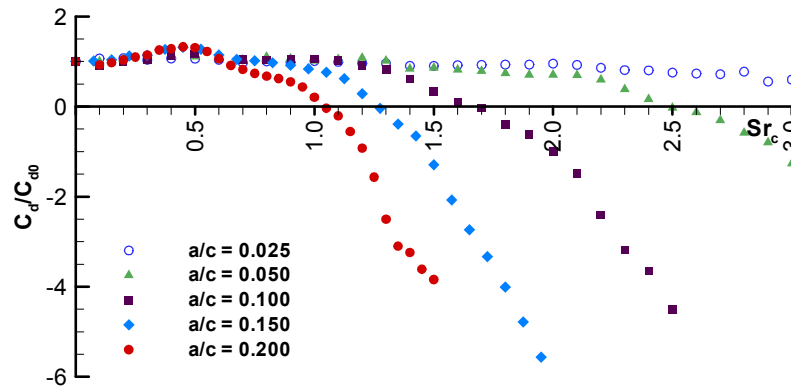 2
0
-2
-4
-6
C_d/C_d0
0.5
1.0
1.5
2.0
2.5
3.0
Sr_c
a/c = 0.025
a/c = 0.050
a/c = 0.100
a/c = 0.150
a/c = 0.200